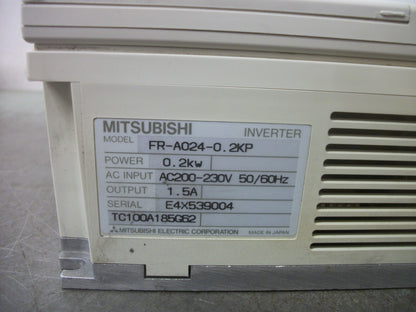 MITSUBISHI INVERTER
MODEL FR-A024-0.2KP
POWER 0.2kw
AC INPUT AC200-230V 50/60Hz
OUTPUT 1.5A
SERIAL E4X539004
TC100A185G62
MITSUBISHI ELECTRIC CORPORATION MADE IN JAPAN